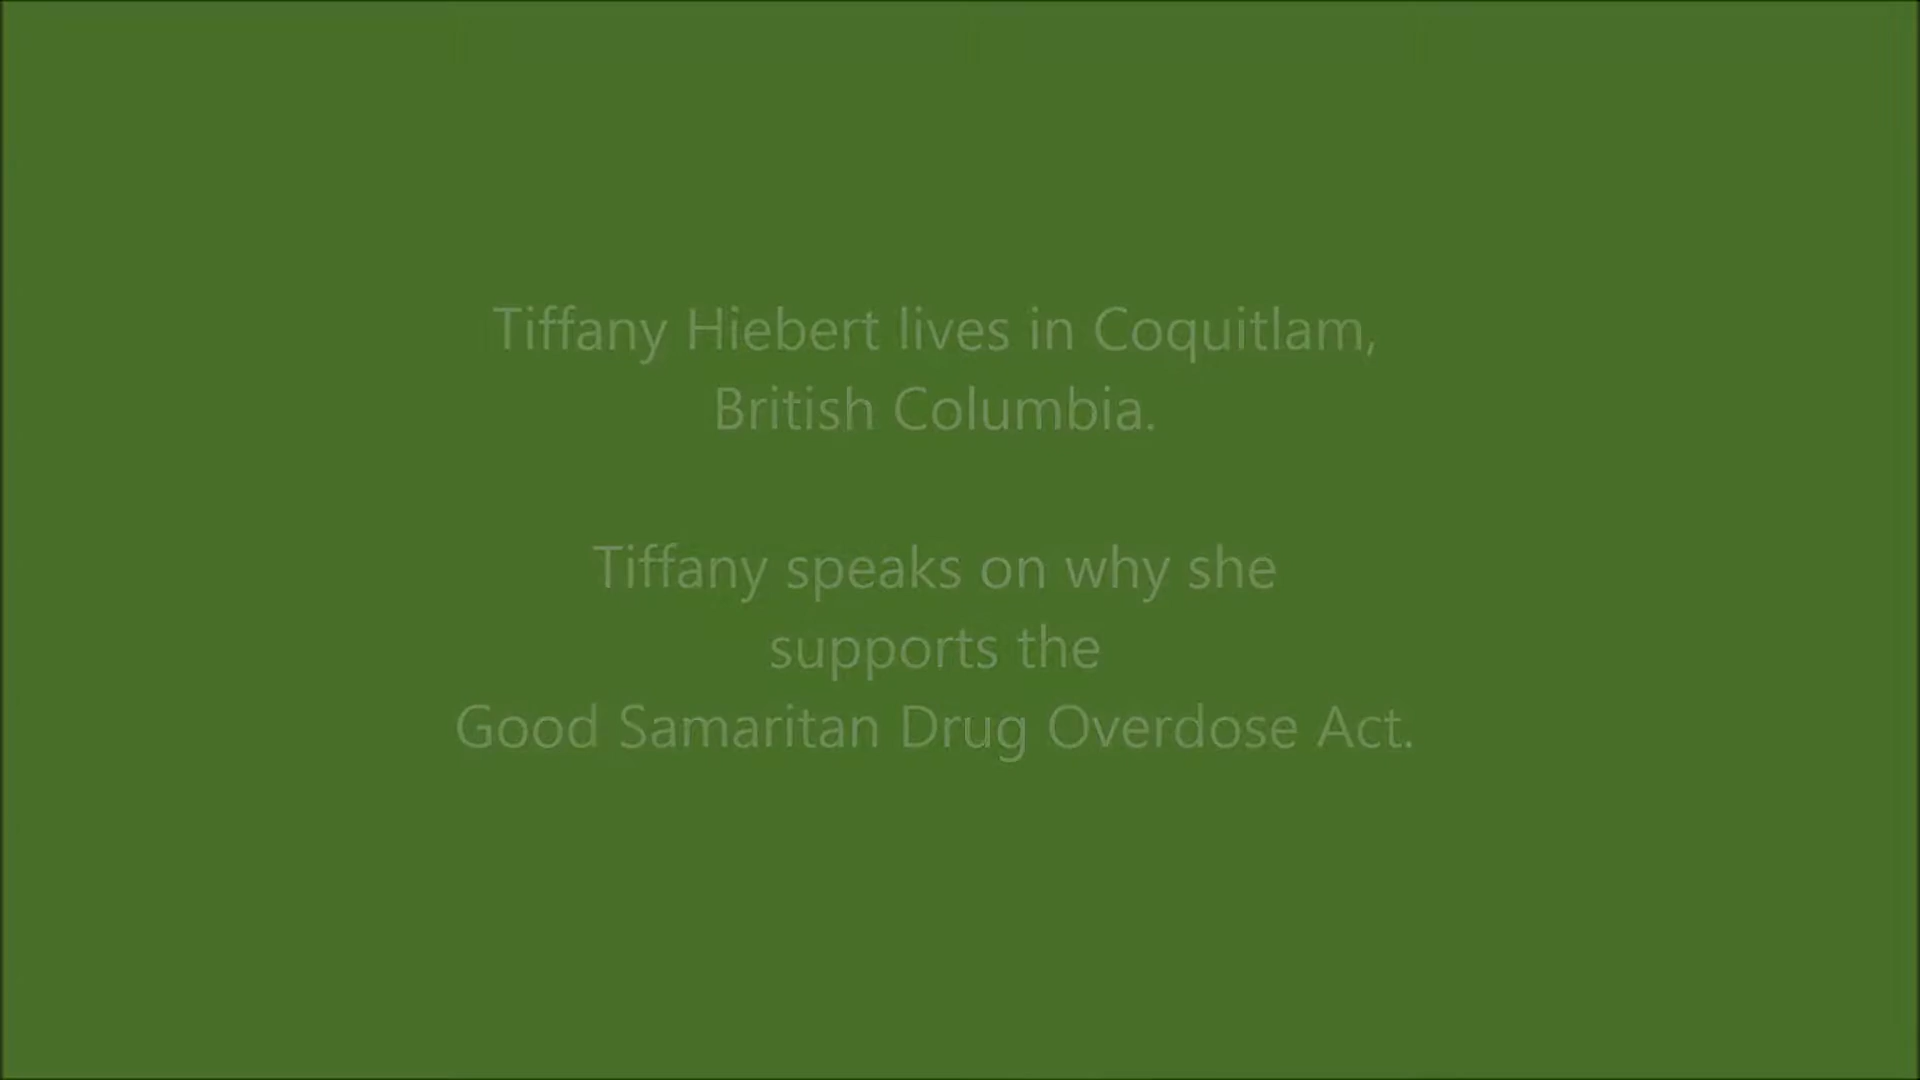 Tiffany Hiebert lives in Coquitlam,
British Columbia.
Tiffany speaks on why she
supports the
Good Samaritan Drug Overdose Act.